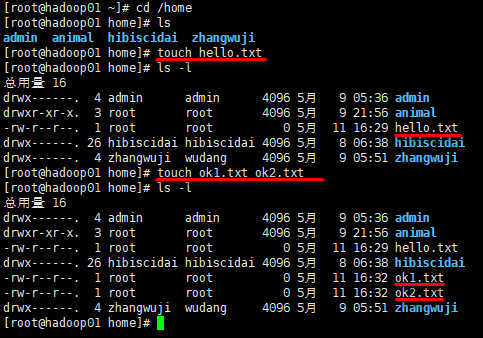 [root@hadoop01 ~]# cd /home
[root@hadoop01 home]# ls
admin  animal  hibiscidai  zhangwuji
[root@hadoop01 home]# touch hello.txt
[root@hadoop01 home]# ls -l
总用量 16
drwx------.  4 admin      admin      4096 5月   9 05:36 admin
drwxr-xr-x.  3 root       root       4096 5月   9 21:56 animal
-rw-r--r--.  1 root       root          0 5月  11 16:29 hello.txt
drwx------. 26 hibiscidai hibiscidai 4096 5月   8 06:38 hibiscidai
drwx------.  4 zhangwuji  wudang     4096 5月   9 05:51 zhangwuji
[root@hadoop01 home]# touch ok1.txt ok2.txt
[root@hadoop01 home]# ls -l
总用量 16
drwx------.  4 admin      admin      4096 5月   9 05:36 admin
drwxr-xr-x.  3 root       root       4096 5月   9 21:56 animal
-rw-r--r--.  1 root       root          0 5月  11 16:29 hello.txt
drwx------. 26 hibiscidai hibiscidai 4096 5月   8 06:38 hibiscidai
-rw-r--r--.  1 root       root          0 5月  11 16:32 ok1.txt
-rw-r--r--.  1 root       root          0 5月  11 16:32 ok2.txt
drwx------.  4 zhangwuji  wudang     4096 5月   9 05:51 zhangwuji
[root@hadoop01 home]#